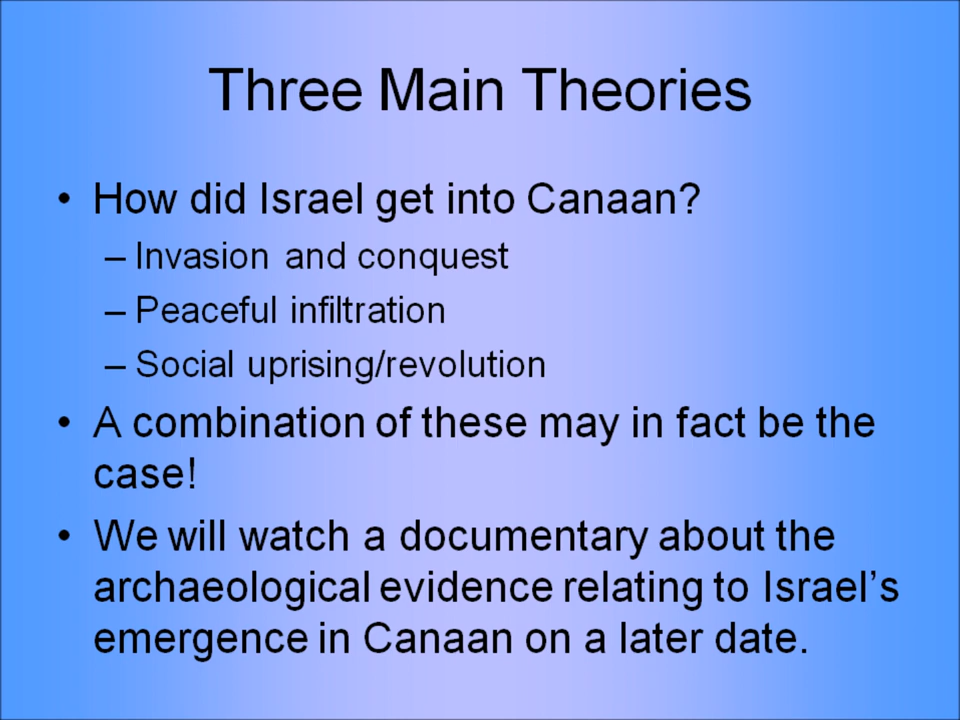 Three Main Theories
• How did Israel get into Canaan?
– Invasion and conquest
– Peaceful infiltration
– Social uprising/revolution
• A combination of these may in fact be the
case!
• We will watch a documentary about the
archaeological evidence relating to Israel’s
emergence in Canaan on a later date.